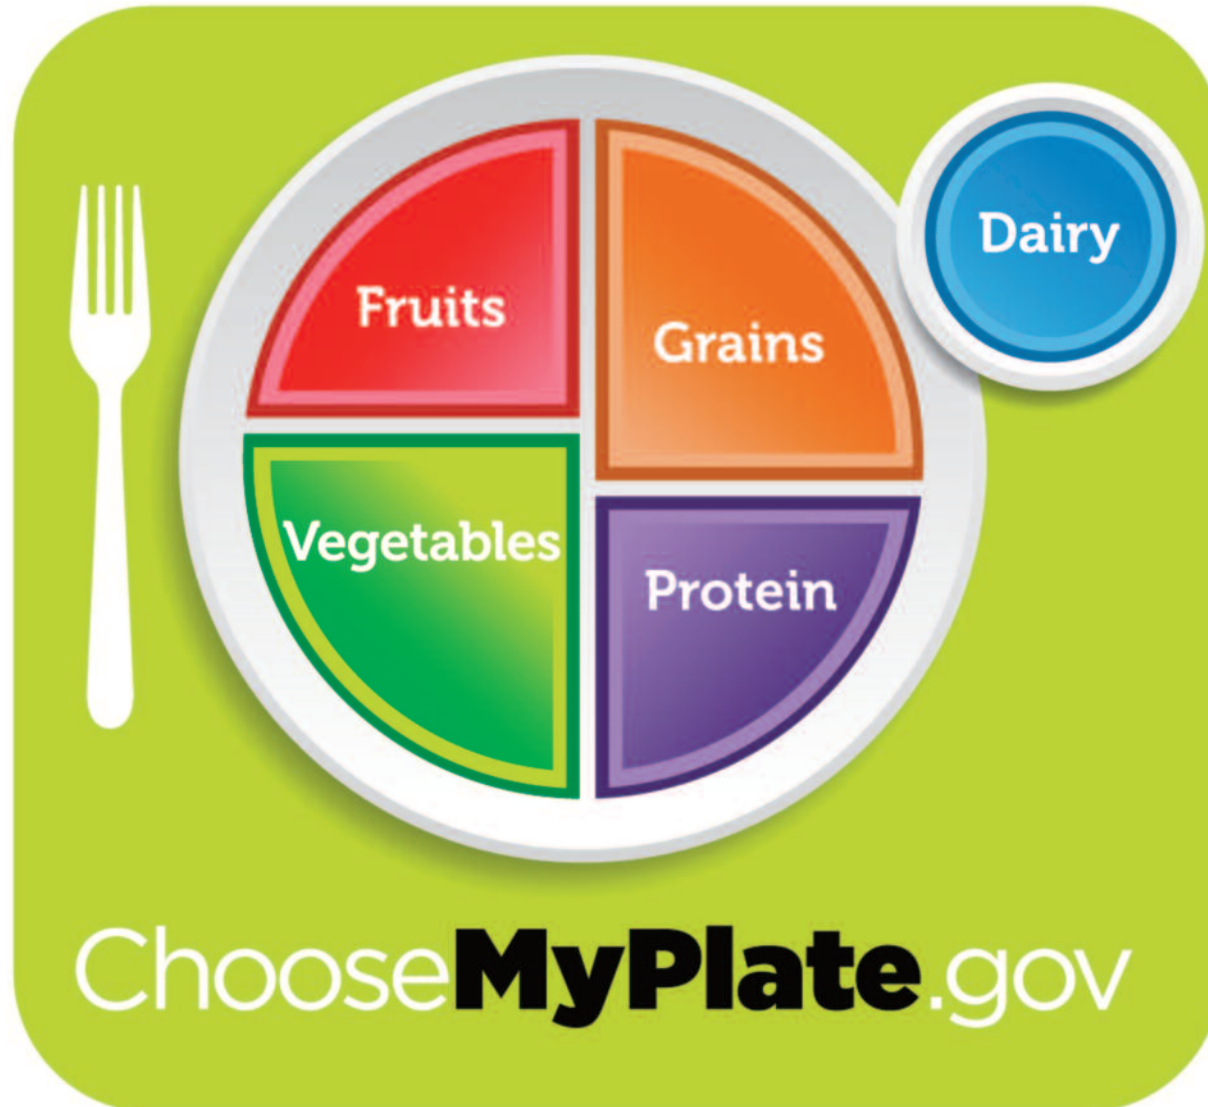 Dairy
Fruits
Grains
Vegetables
Protein
ChooseMyPlate.gov